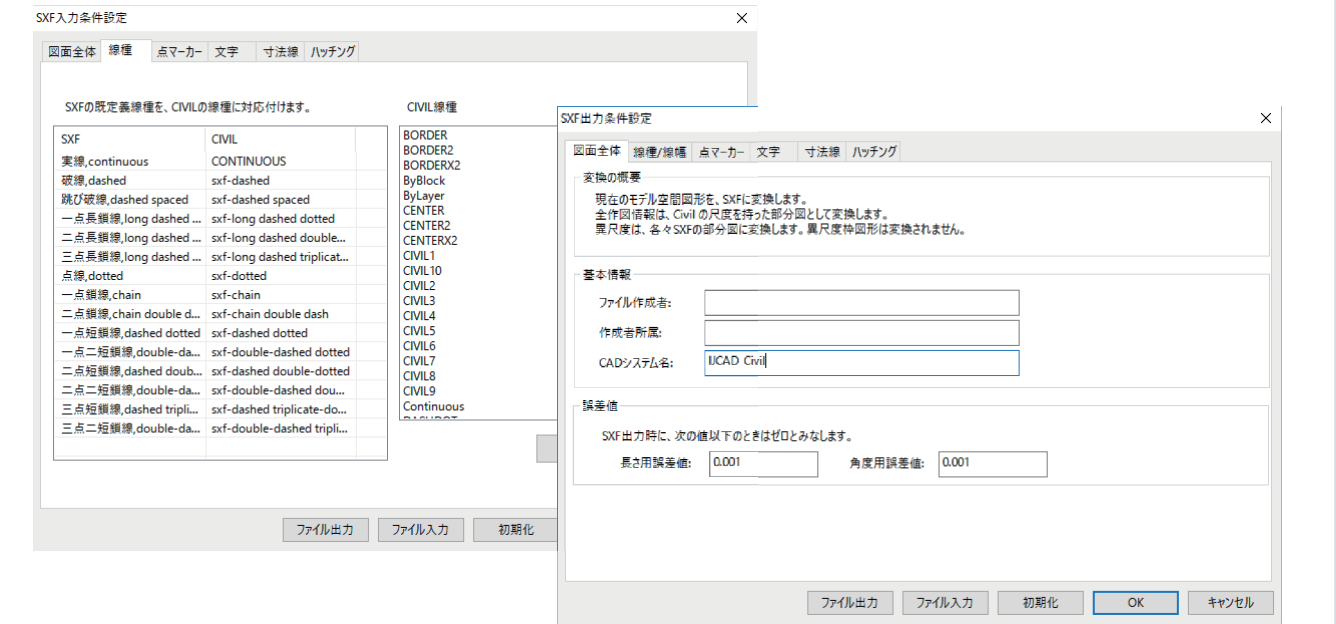 SXF入力条件設定
図面全体 線種 点マーカー 文字 寸法線 ハッチング
SXFの既定義線種を、CIVILの線種に対応付けます。
SXF CIVIL
実線,continuous CONTINUOUS
破線,dashed sxf-dashed
跳び破線,dashed spaced sxf-dashed spaced
一点長鎖線,long dashed ... sxf-long dashed dotted
二点長鎖線,long dashed ... sxf-long dashed double...
三点長鎖線,long dashed ... sxf-long dashed triplicat...
点線,dotted sxf-dotted
一点鎖線,chain sxf-chain
二点鎖線,chain double d... sxf-chain double dash
一点短鎖線,dashed dotted sxf-dashed dotted
一点二短鎖線,double-da... sxf-double-dashed dotted
二点短鎖線,dashed doub... sxf-dashed double-dotted
二点二短鎖線,double-da... sxf-double-dashed dou...
三点短鎖線,dashed tripli... sxf-dashed triplicate-do...
三点二短鎖線,double-da... sxf-double-dashed tripli...
CIVIL線種
BORDER
BORDER2
BORDERX2
ByBlock
ByLayer
CENTER
CENTER2
CENTERX2
CIVIL1
CIVIL10
CIVIL2
CIVIL3
CIVIL4
CIVIL5
CIVIL6
CIVIL7
CIVIL8
CIVIL9
Continuous
DASHDOT
ファイル出力 ファイル入力 初期化
SXF出力条件設定
図面全体 線種/線幅 点マーカー 文字 寸法線 ハッチング
変換の概要
現在のモデル空間図形を、SXFに変換します。
全作図情報は、Civil の尺度を持った部分図として変換します。
異尺度は、各々SXFの部分図に変換します。異尺度枠図形は変換されません。
基本情報
ファイル作成者:
作成者所属:
CADシステム名: IJCAD Civil
誤差値
SXF出力時に、次の値以下のときはゼロとみなします。
長さ用誤差値: 0.001 角度用誤差値: 0.001
ファイル出力 ファイル入力 初期化 OK キャンセル